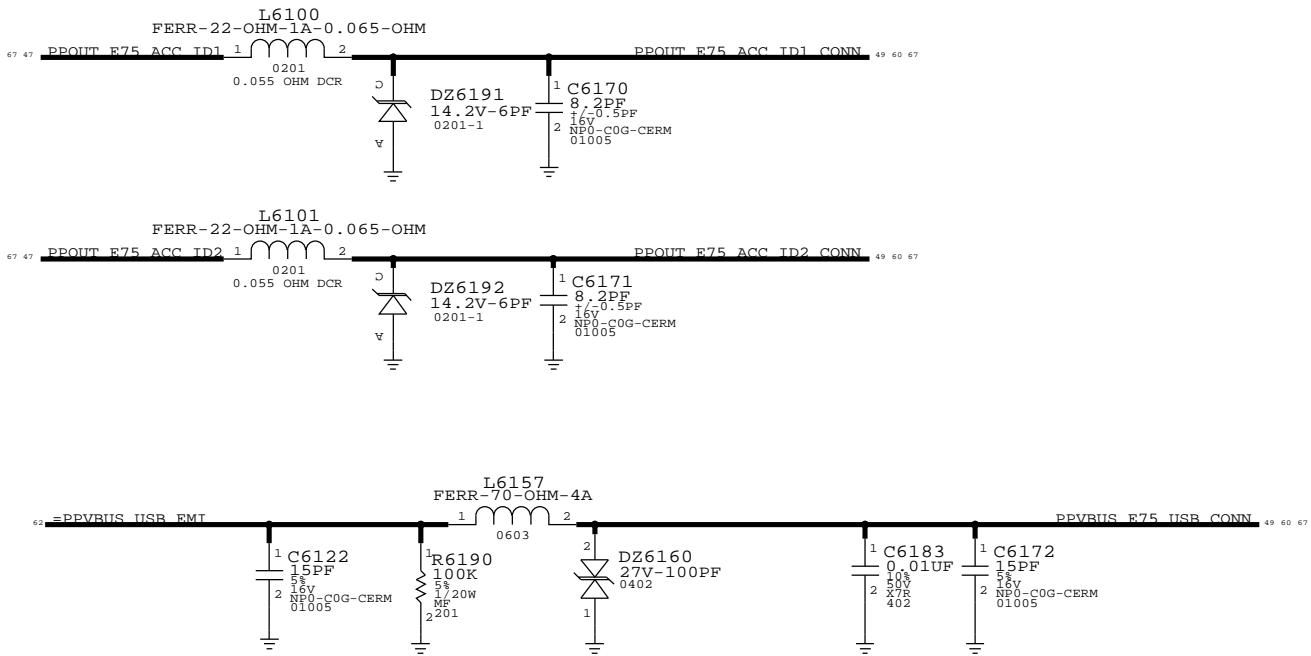 L6100
FERR-22-OHM-1A-0.065-OHM
67 47 PPOUT_E75_ACC_ID1 1 2 PPOUT_E75_ACC_ID1_CONN 49 60 67
0201
0.055 OHM DCR
C
A
DZ6191
14.2V-6PF
0201-1
1
2
C6170
8.2PF
+/-0.5PF
16V
NP0-C0G-CERM
01005
L6101
FERR-22-OHM-1A-0.065-OHM
67 47 PPOUT_E75_ACC_ID2 1 2 PPOUT_E75_ACC_ID2_CONN 49 60 67
0201
0.055 OHM DCR
C
A
DZ6192
14.2V-6PF
0201-1
1
2
C6171
8.2PF
+/-0.5PF
16V
NP0-C0G-CERM
01005
L6157
FERR-70-OHM-4A
62 =PPVBUS_USB_EMI 1 2 PPVBUS_E75_USB_CONN 49 60 67
0603
1
2
C6122
15PF
5%
16V
NP0-C0G-CERM
01005
1
2
R6190
100K
5%
1/20W
MF
201
2
1
DZ6160
27V-100PF
0402
1
2
C6183
0.01UF
10%
50V
X7R
402
1
2
C6172
15PF
5%
16V
NP0-C0G-CERM
01005